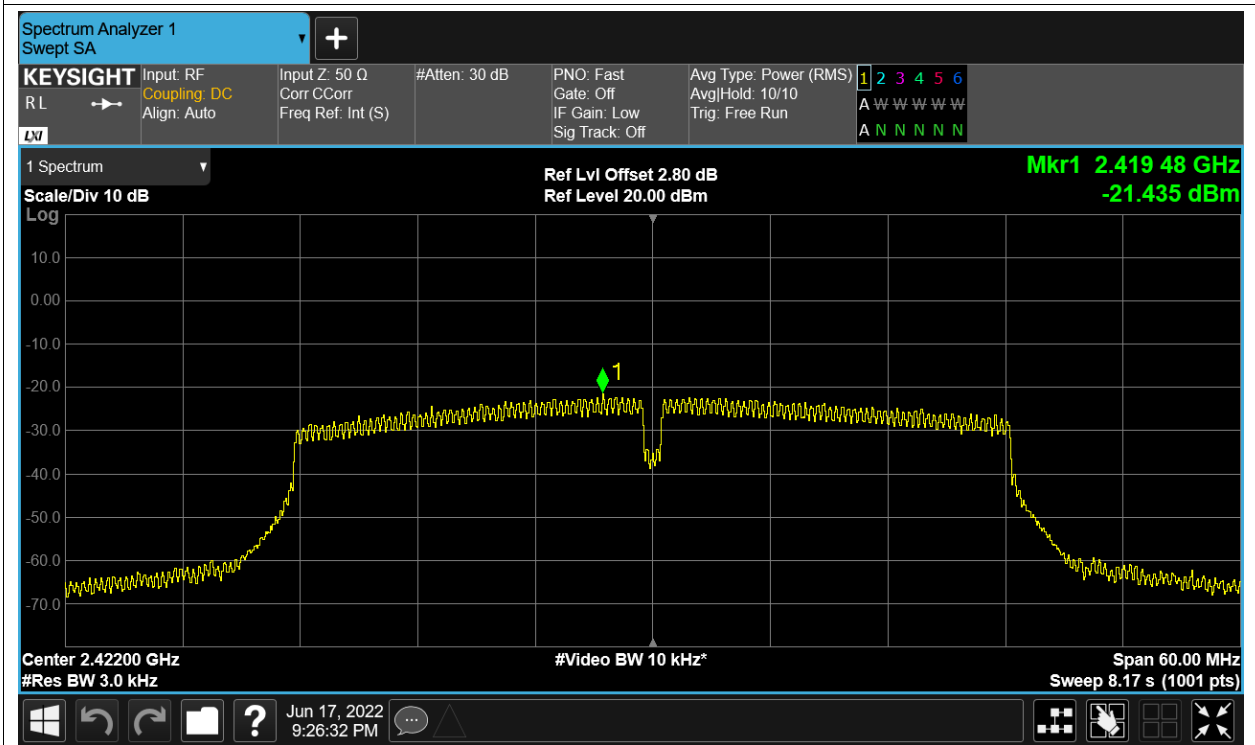 Spectrum Analyzer 1
Swept SA
KEYSIGHT Input: RF Input Z: 50 Ω #Atten: 30 dB PNO: Fast Avg Type: Power (RMS) 1 2 3 4 5 6
RL Coupling: DC Corr CCorr Gate: Off Avg|Hold: 10/10 A W W W W W
Align: Auto Freq Ref: Int (S) IF Gain: Low Trig: Free Run
LXI Sig Track: Off A N N N N N
1 Spectrum Ref Lvl Offset 2.80 dB Mkr1 2.419 48 GHz
Scale/Div 10 dB Ref Level 20.00 dBm -21.435 dBm
Log
10.0
0.00
-10.0
1
-20.0
-30.0
-40.0
-50.0
-60.0
-70.0
Center 2.42200 GHz #Video BW 10 kHz* Span 60.00 MHz
#Res BW 3.0 kHz Sweep 8.17 s (1001 pts)
? Jun 17, 2022
9:26:32 PM